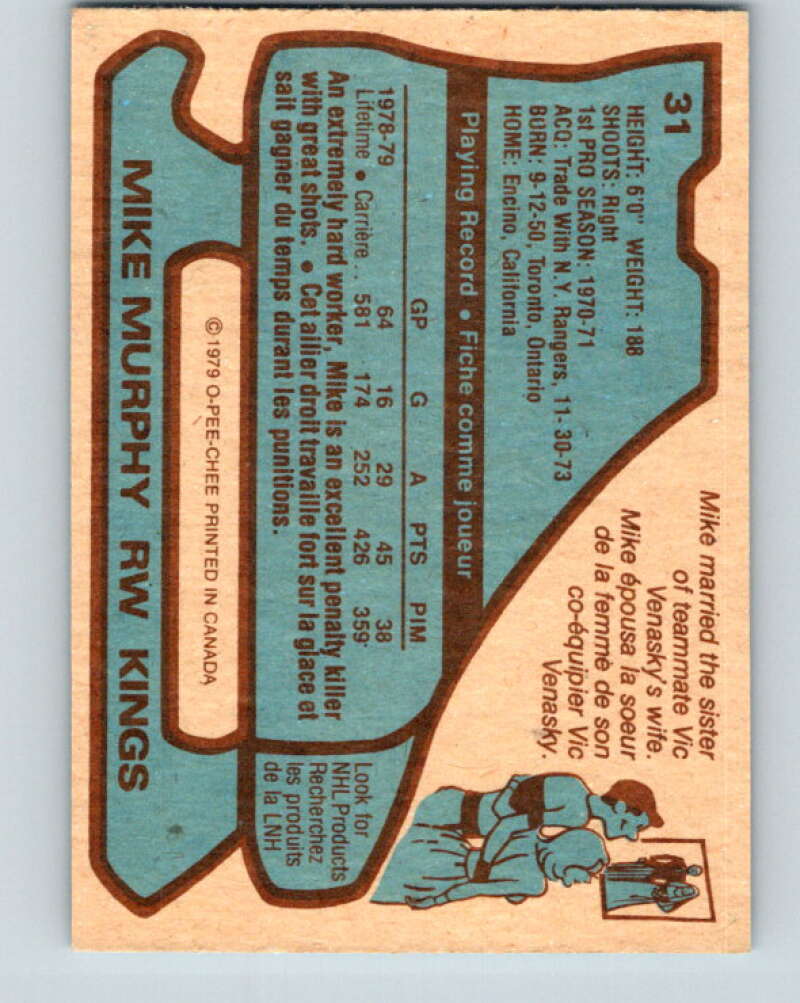 31
HEIGHT: 6'0" WEIGHT: 188
SHOOTS: Right
1st PRO SEASON: 1970-71
ACQ: Trade With N.Y. Rangers, 11-30-73
BORN: 9-12-50, Toronto, Ontario
HOME: Encino, California
Mike married the sister
of teammate Vic
Venasky's wife.
Mike épousa la soeur
de la femme de son
co-équipier Vic
Venasky.
Playing Record • Fiche comme joueur
GP G A PTS PIM
1978-79 64 16 29 45 38
Lifetime • Carrière .. 581 174 252 426 359
An extremely hard worker, Mike is an excellent penalty killer
with great shots. • Cet ailier droit travaille fort sur la glace et
sait gagner du temps durant les punitions.
Look for
NHL Products
Recherchez
les produits
de la LNH
©1979 O-PEE-CHEE PRINTED IN CANADA
MIKE MURPHY RW KINGS